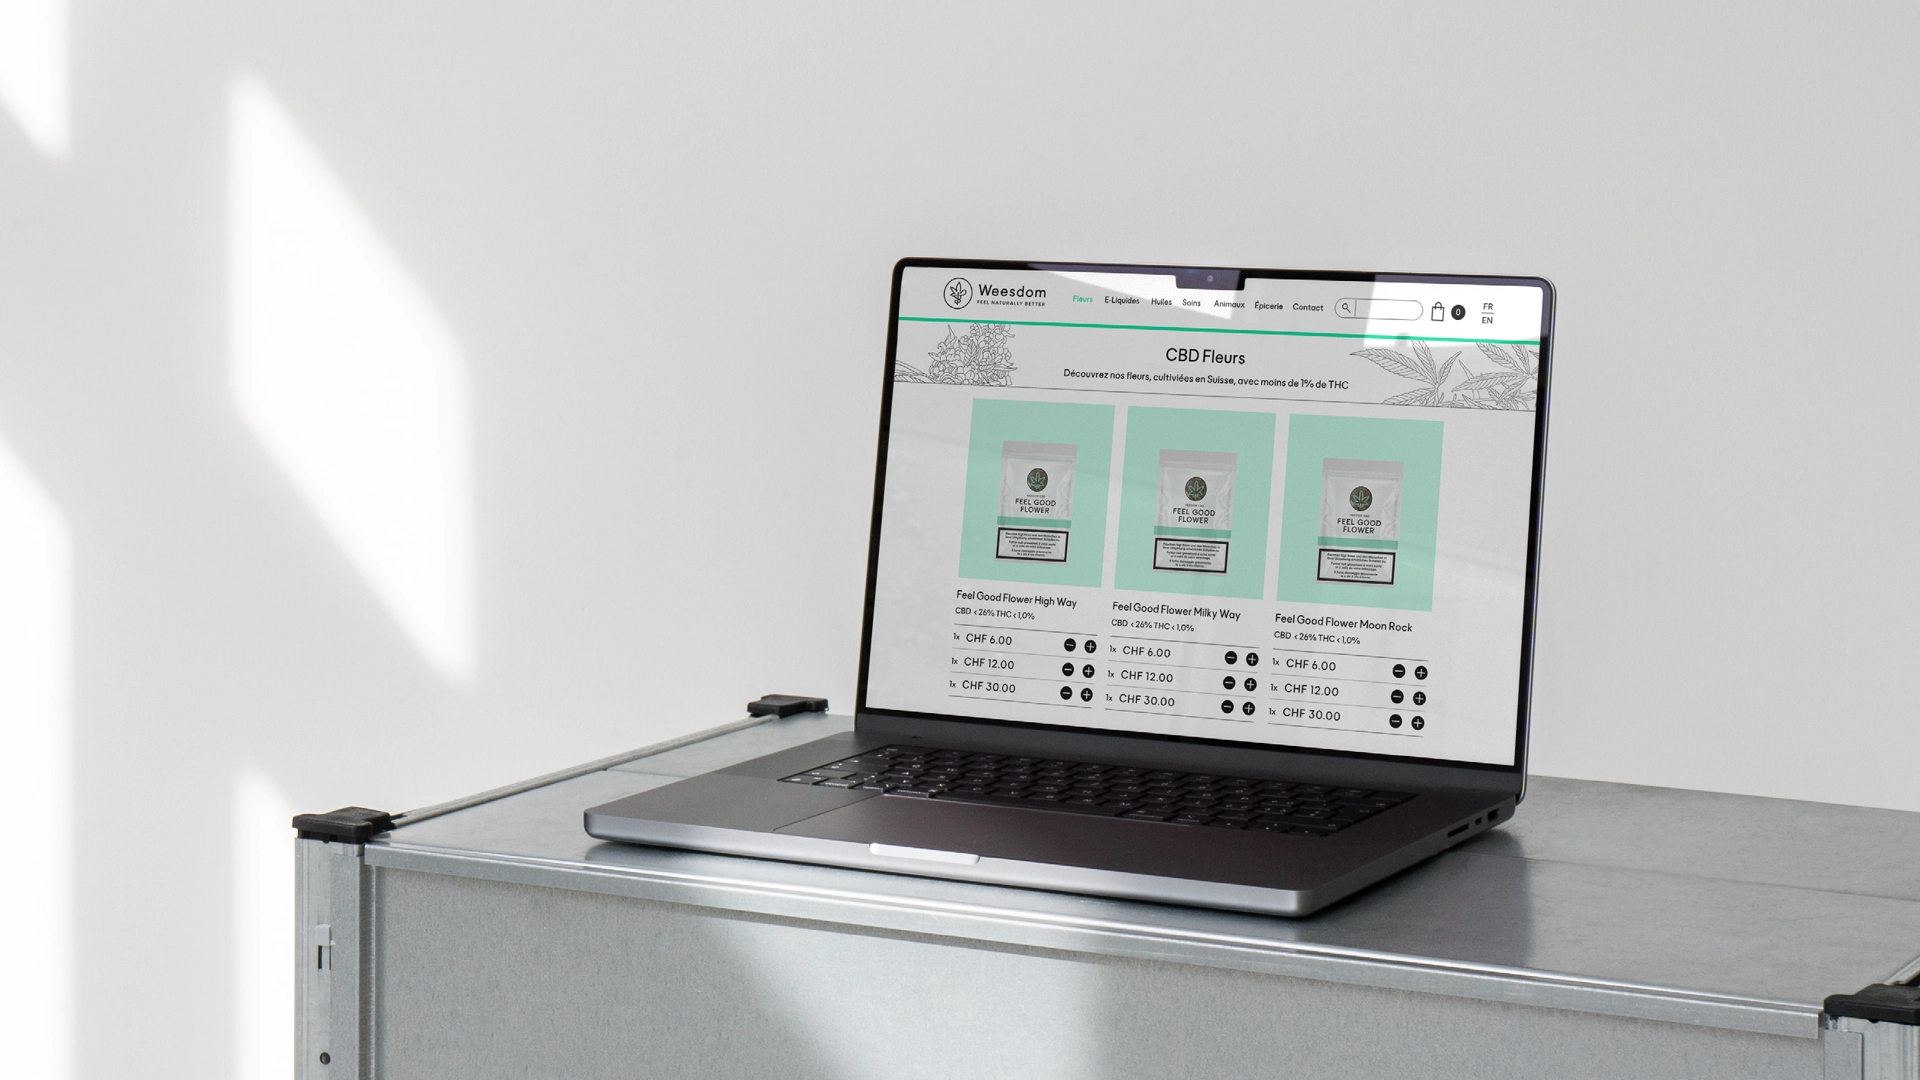 Weesdom
FEEL NATURALLY BETTER
Fleurs E-Liquides Huiles Soins Animaux Épicerie Contact
0
FR
EN
CBD Fleurs
Découvrez nos fleurs, cultiviées en Suisse, avec moins de 1% de THC
FEEL GOOD
FLOWER
FEEL GOOD
FLOWER
FEEL GOOD
FLOWER
Feel Good Flower High Way
CBD <26% THC <1,0%
1x CHF 6.00
1x CHF 12.00
1x CHF 30.00
Feel Good Flower Milky Way
CBD <26% THC <1,0%
1x CHF 6.00
1x CHF 12.00
1x CHF 30.00
Feel Good Flower Moon Rock
CBD <26% THC <1,0%
1x CHF 6.00
1x CHF 12.00
1x CHF 30.00